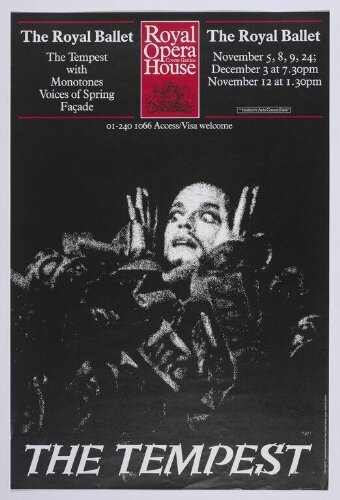 The Royal Ballet
The Tempest
with
Monotones
Voices of Spring
Façade
Royal
Opera
Covent Garden
House
The Royal Ballet
November 5, 8, 9, 24;
December 3 at 7.30pm
November 12 at 1.30pm
01-240 1066 Access/Visa welcome
THE TEMPEST